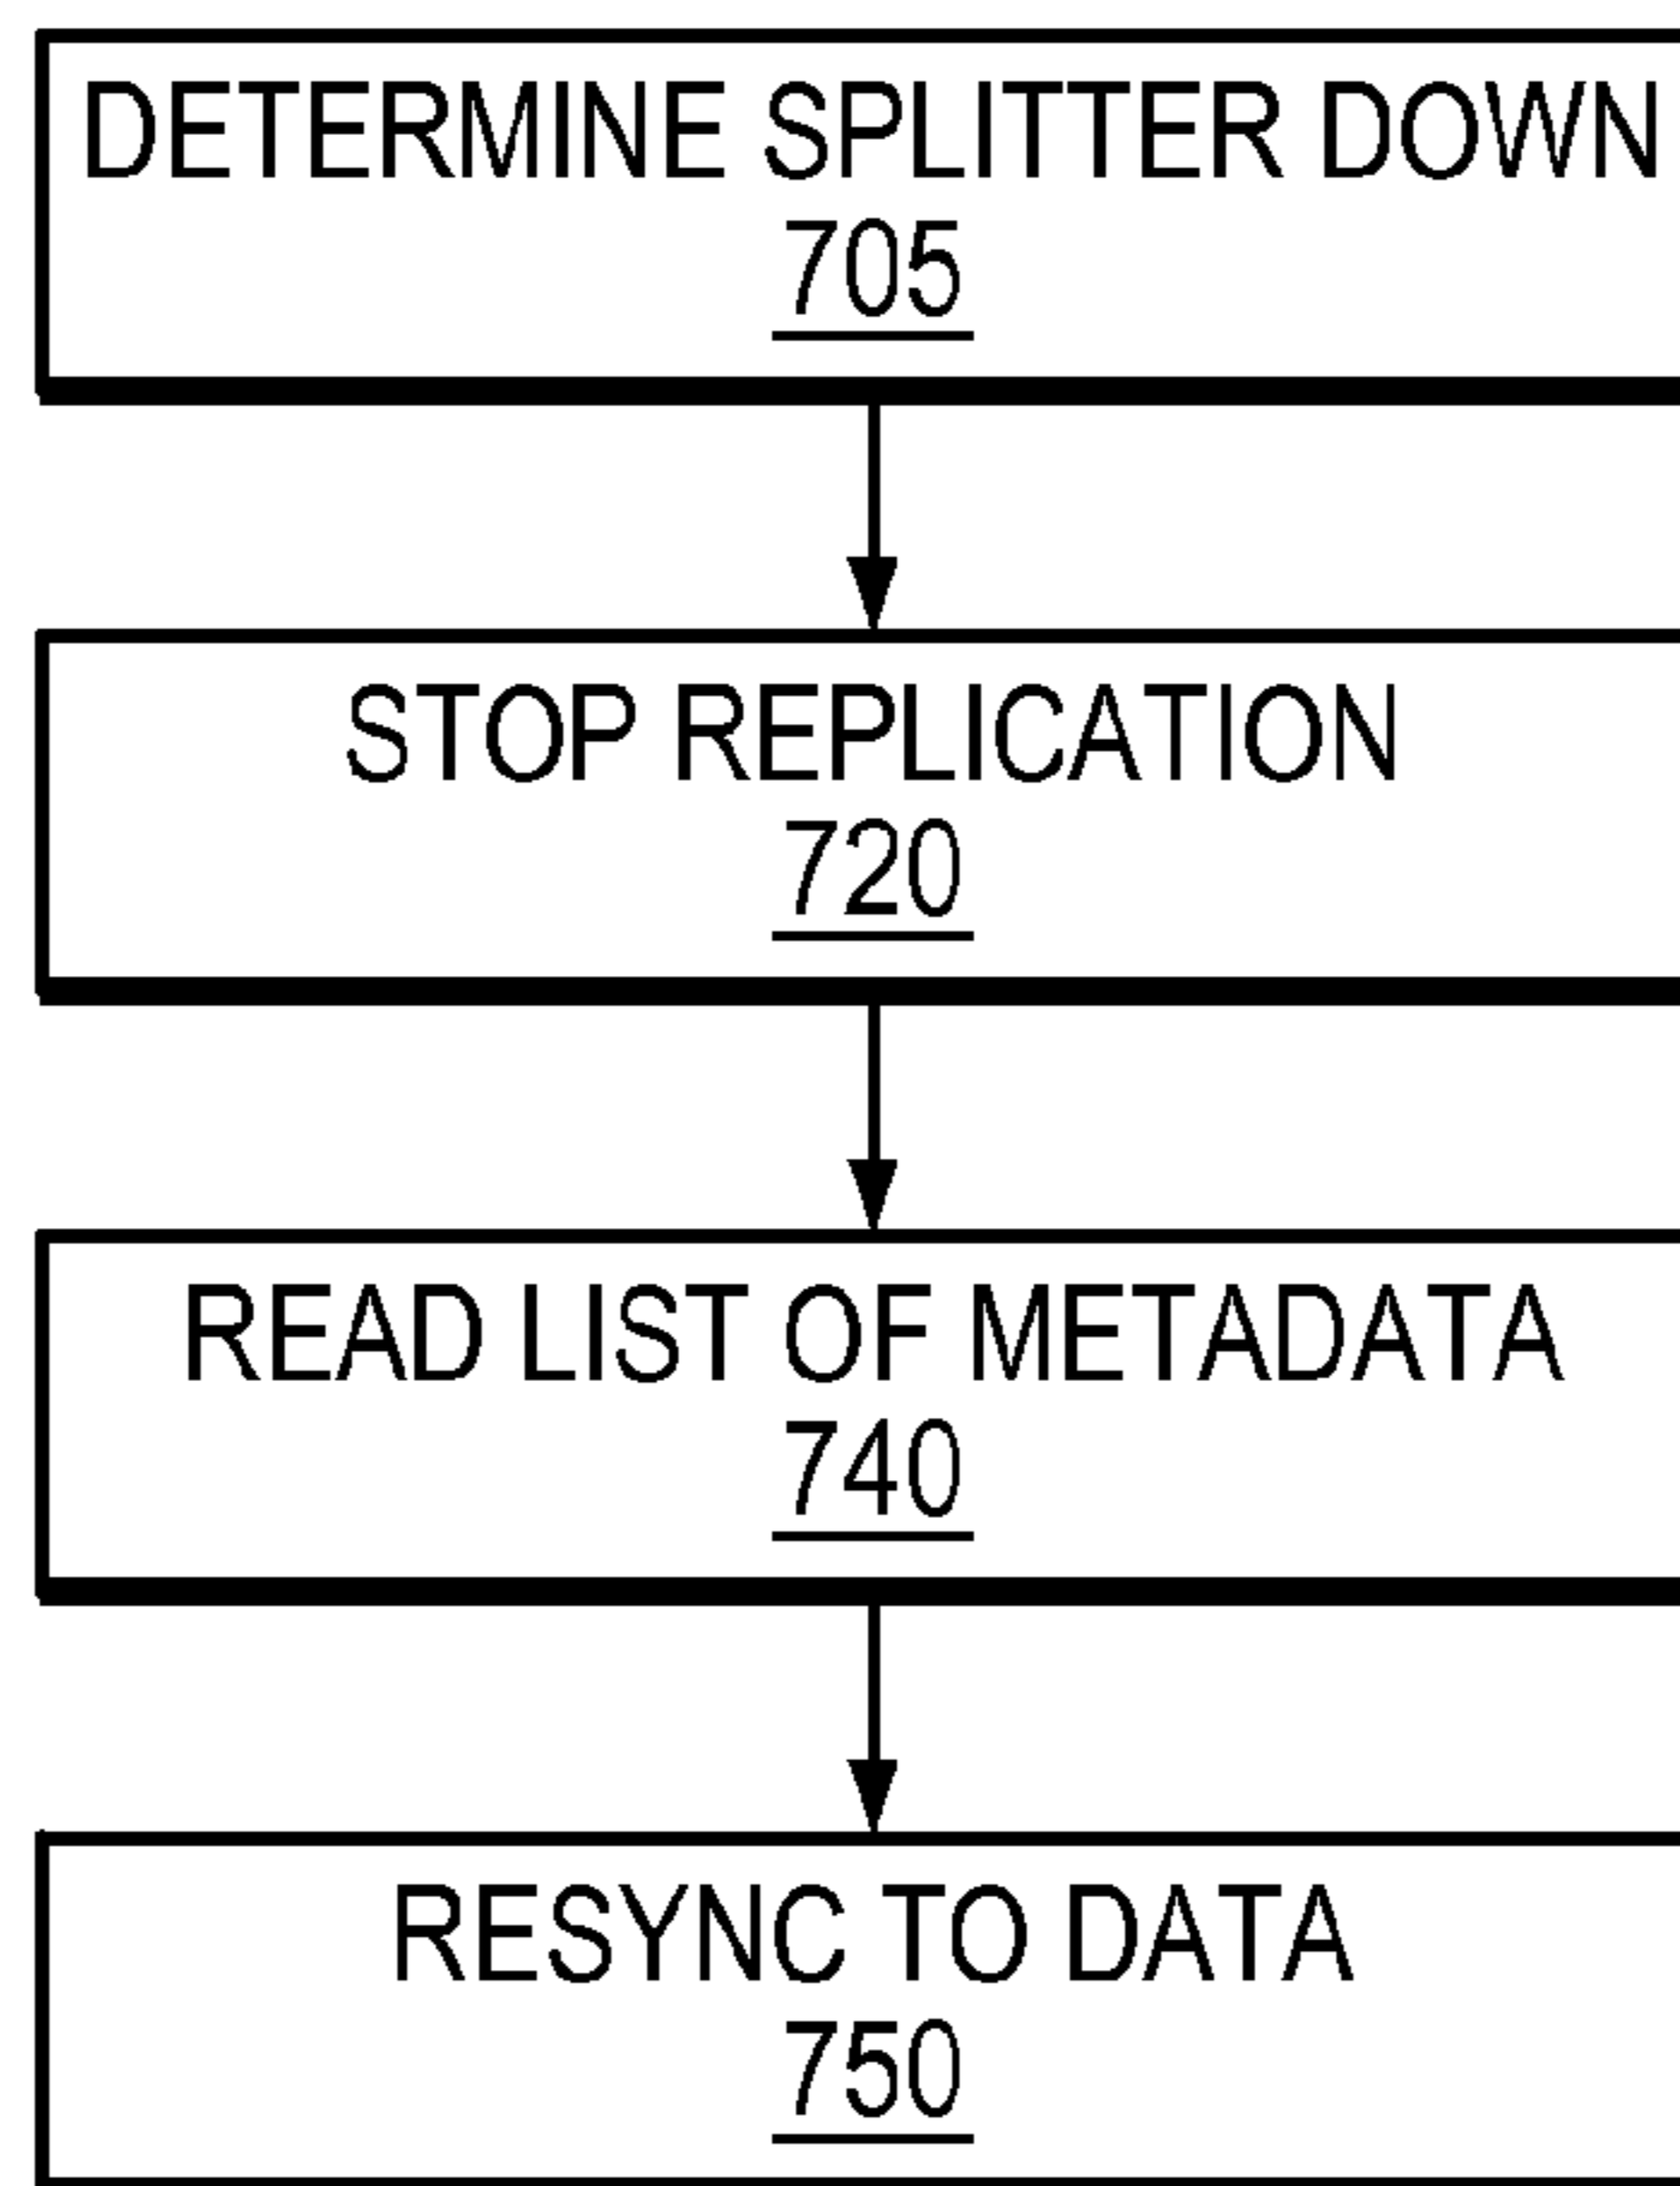 DETERMINE SPLITTER DOWN
705
STOP REPLICATION
720
READ LIST OF METADATA
740
RESYNC TO DATA
750